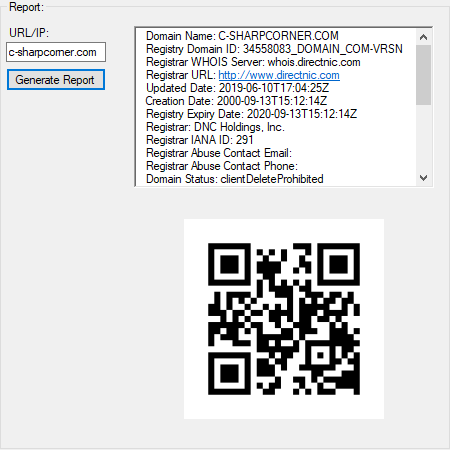 Report:
URL/IP:
c-sharpcorner.com
Generate Report
Domain Name: C-SHARPCORNER.COM
Registry Domain ID: 34558083_DOMAIN_COM-VRSN
Registrar WHOIS Server: whois.directnic.com
Registrar URL: http://www.directnic.com
Updated Date: 2019-06-10T17:04:25Z
Creation Date: 2000-09-13T15:12:14Z
Registry Expiry Date: 2020-09-13T15:12:14Z
Registrar: DNC Holdings, Inc.
Registrar IANA ID: 291
Registrar Abuse Contact Email:
Registrar Abuse Contact Phone:
Domain Status: clientDeleteProhibited